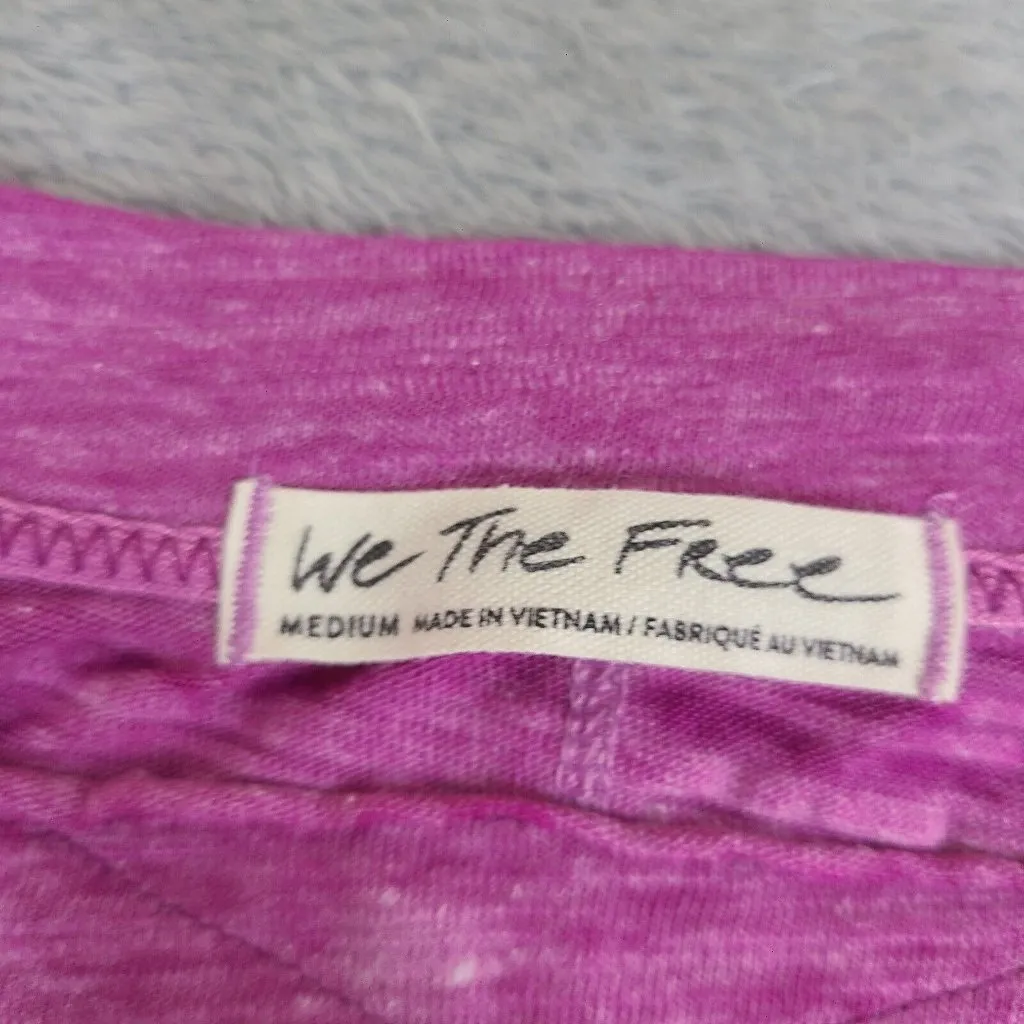 We The Free
MEDIUM MADE IN VIETNAM / FABRIQUÉ AU VIETNAM